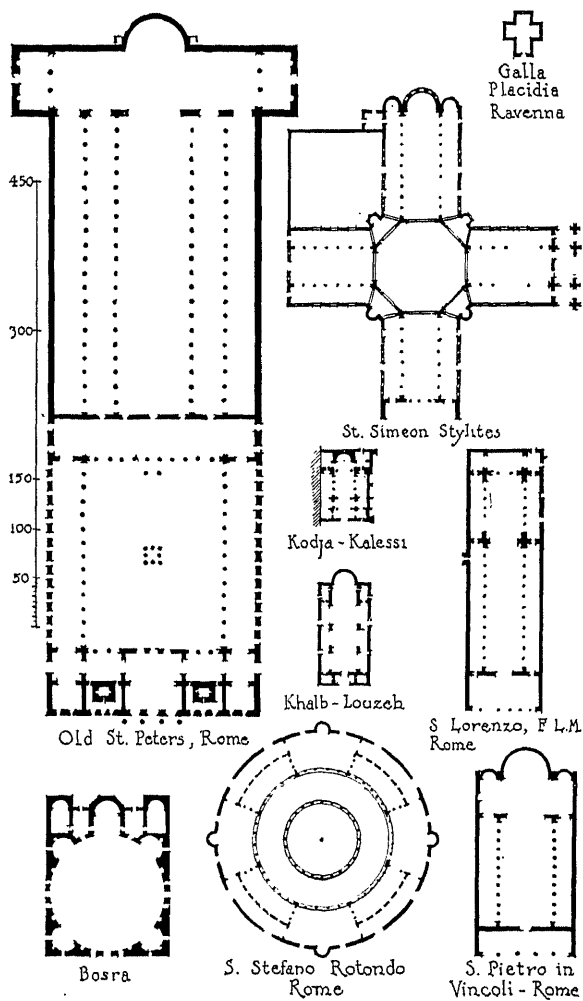 Galla
Placidia
Ravenna
450
300
150
100
50
St. Simeon Stylites
Kodja-Kalessi
Khalb-Louzeh
Old St. Peters, Rome
S Lorenzo, F L.M.
Rome
Bosra
S. Stefano Rotondo
Rome
S. Pietro in
Vincoli-Rome